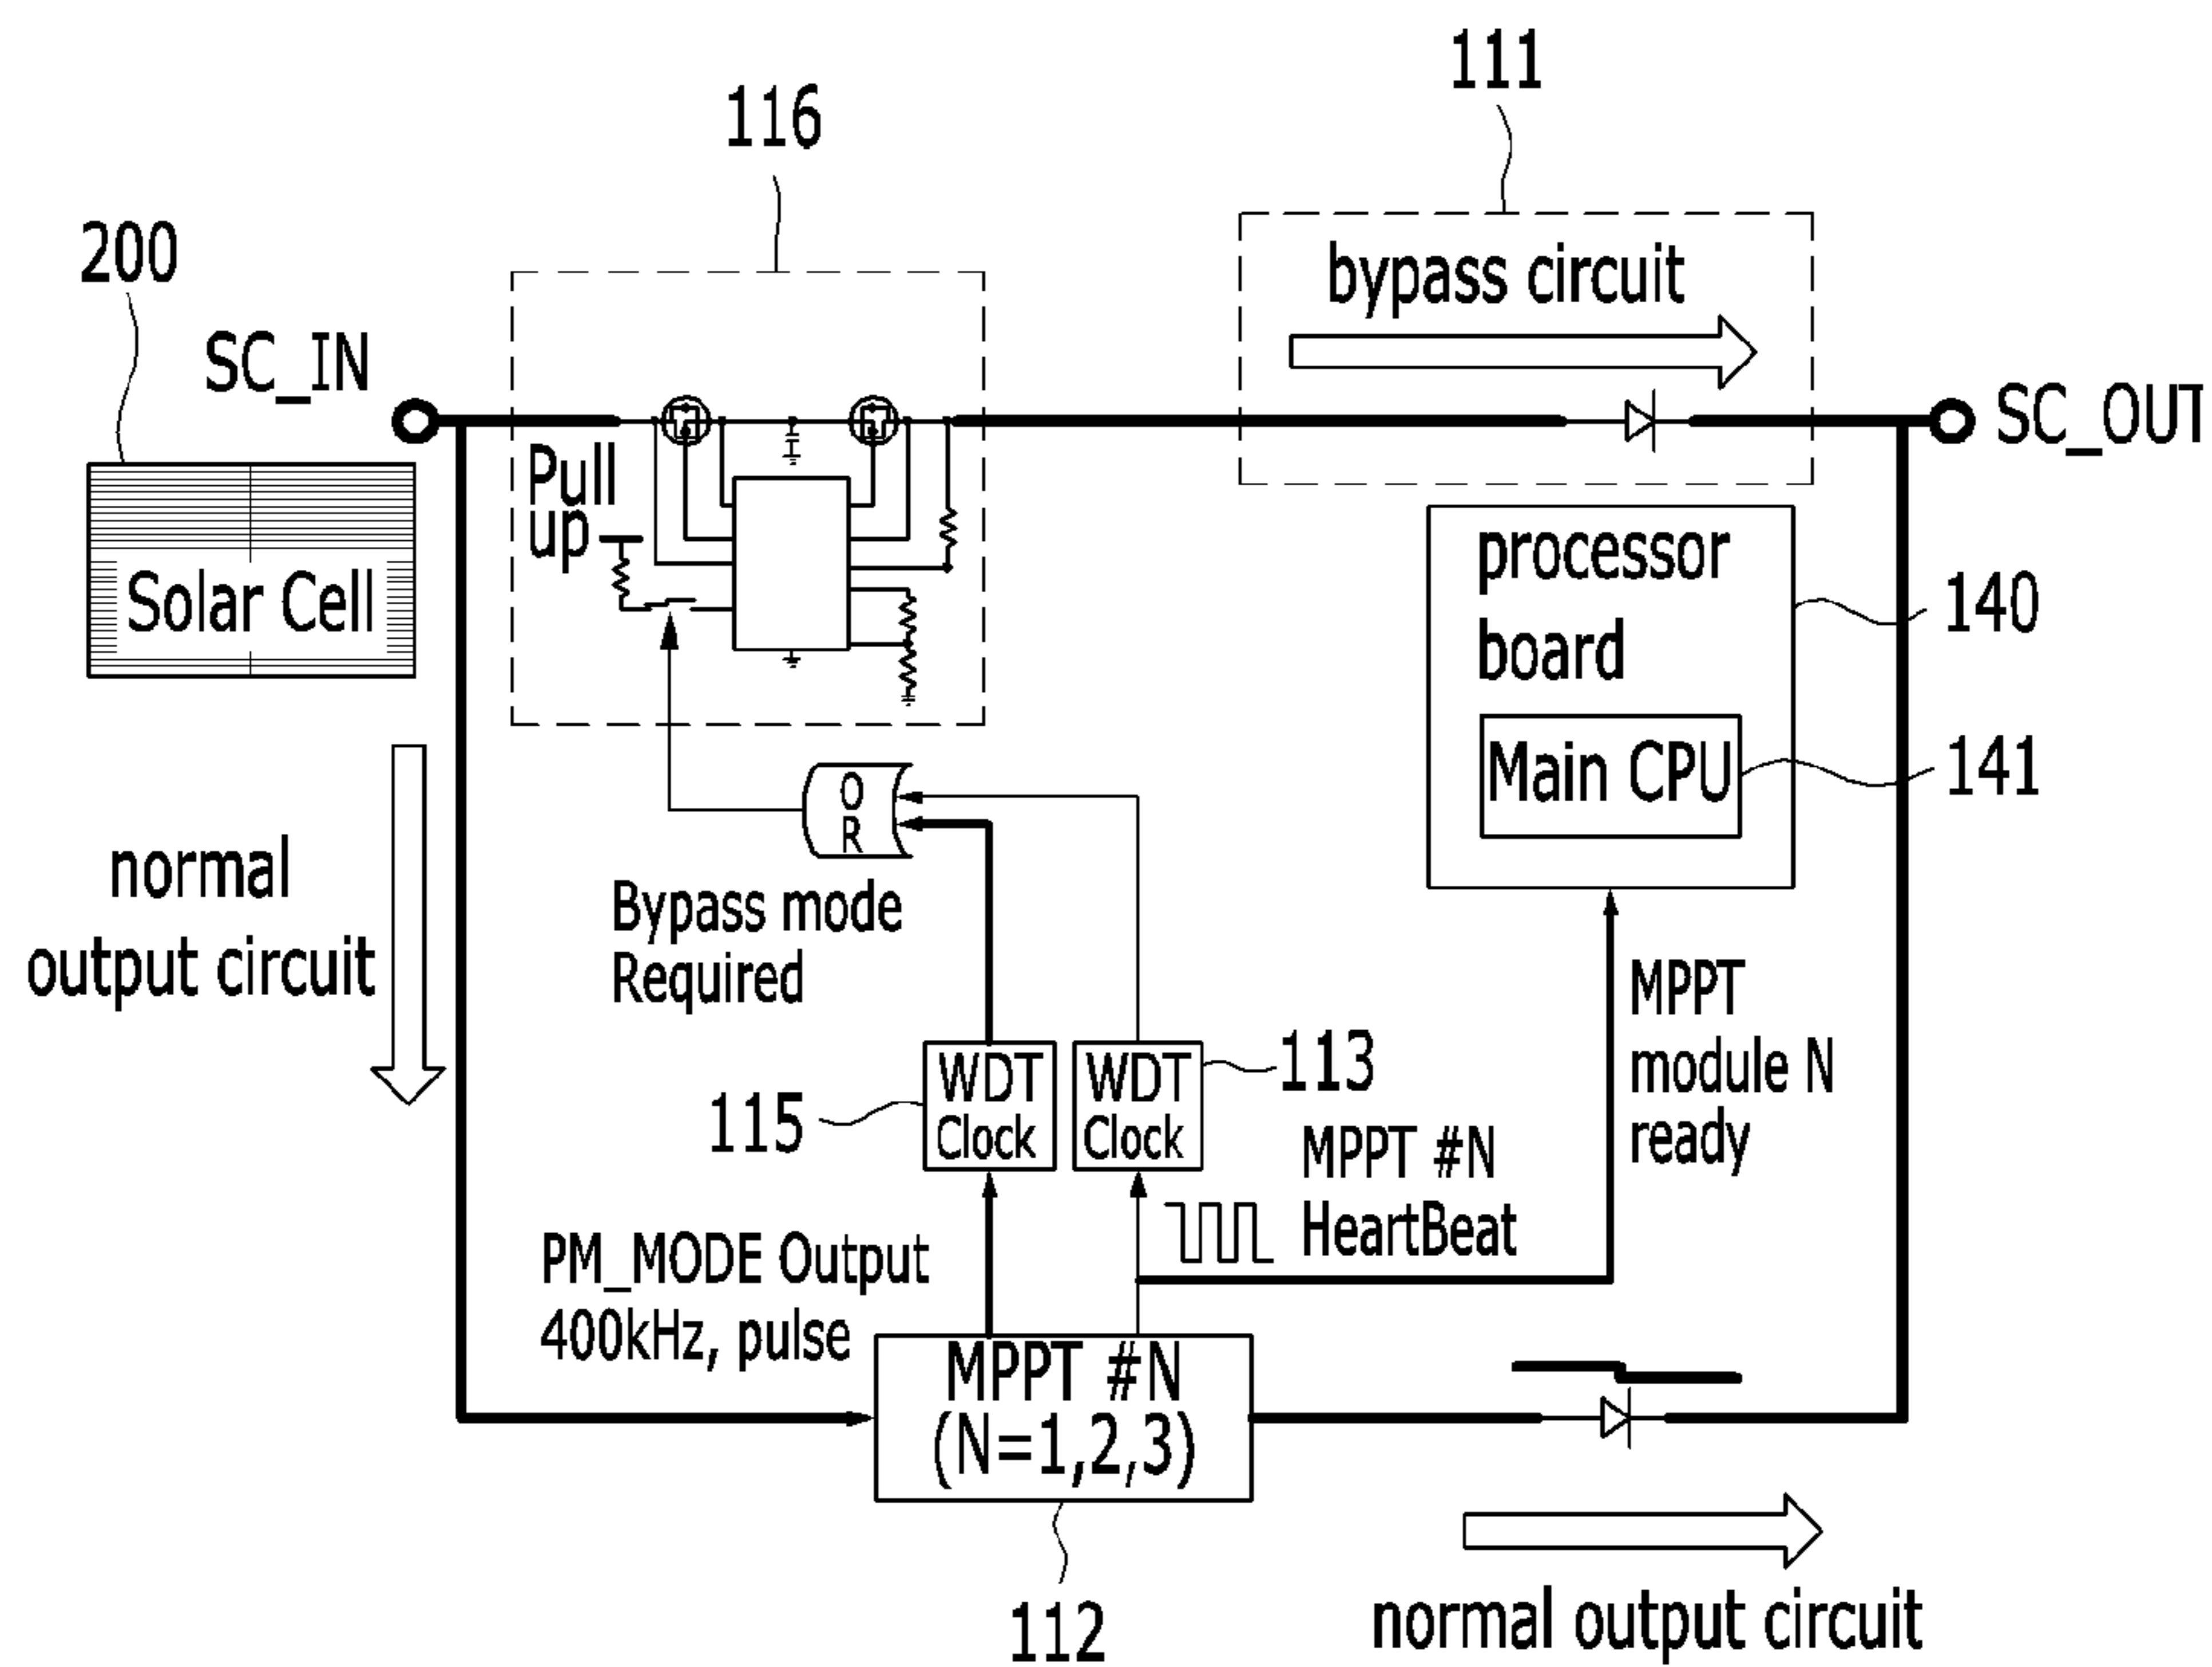 111
116
200
bypass circuit
SC_IN
SC_OUT
Pull
up
processor
board
140
Solar Cell
Main CPU
141
O
R
normal
output circuit
Bypass mode
Required
MPPT
module N
ready
WDT
Clock
WDT
Clock
113
115
MPPT #N
HeartBeat
PM_MODE Output
400kHz, pulse
MPPT #N
(N=1,2,3)
112
normal output circuit